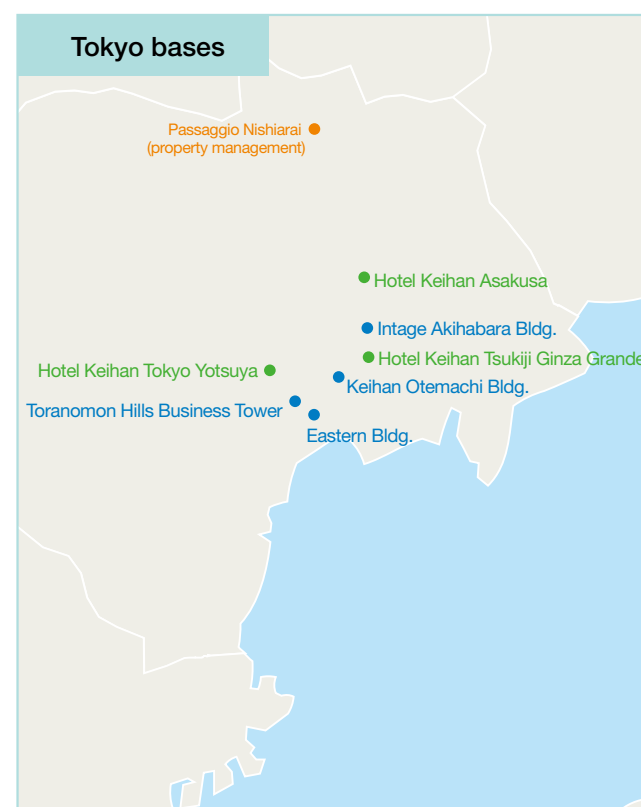 Tokyo bases
Passaggio Nishiarai
(property management)
Hotel Keihan Asakusa
Intage Akihabara Bldg.
Hotel Keihan Tsukiji Ginza Grande
Hotel Keihan Tokyo Yotsuya
Keihan Otemachi Bldg.
Toranomon Hills Business Tower
Eastern Bldg.